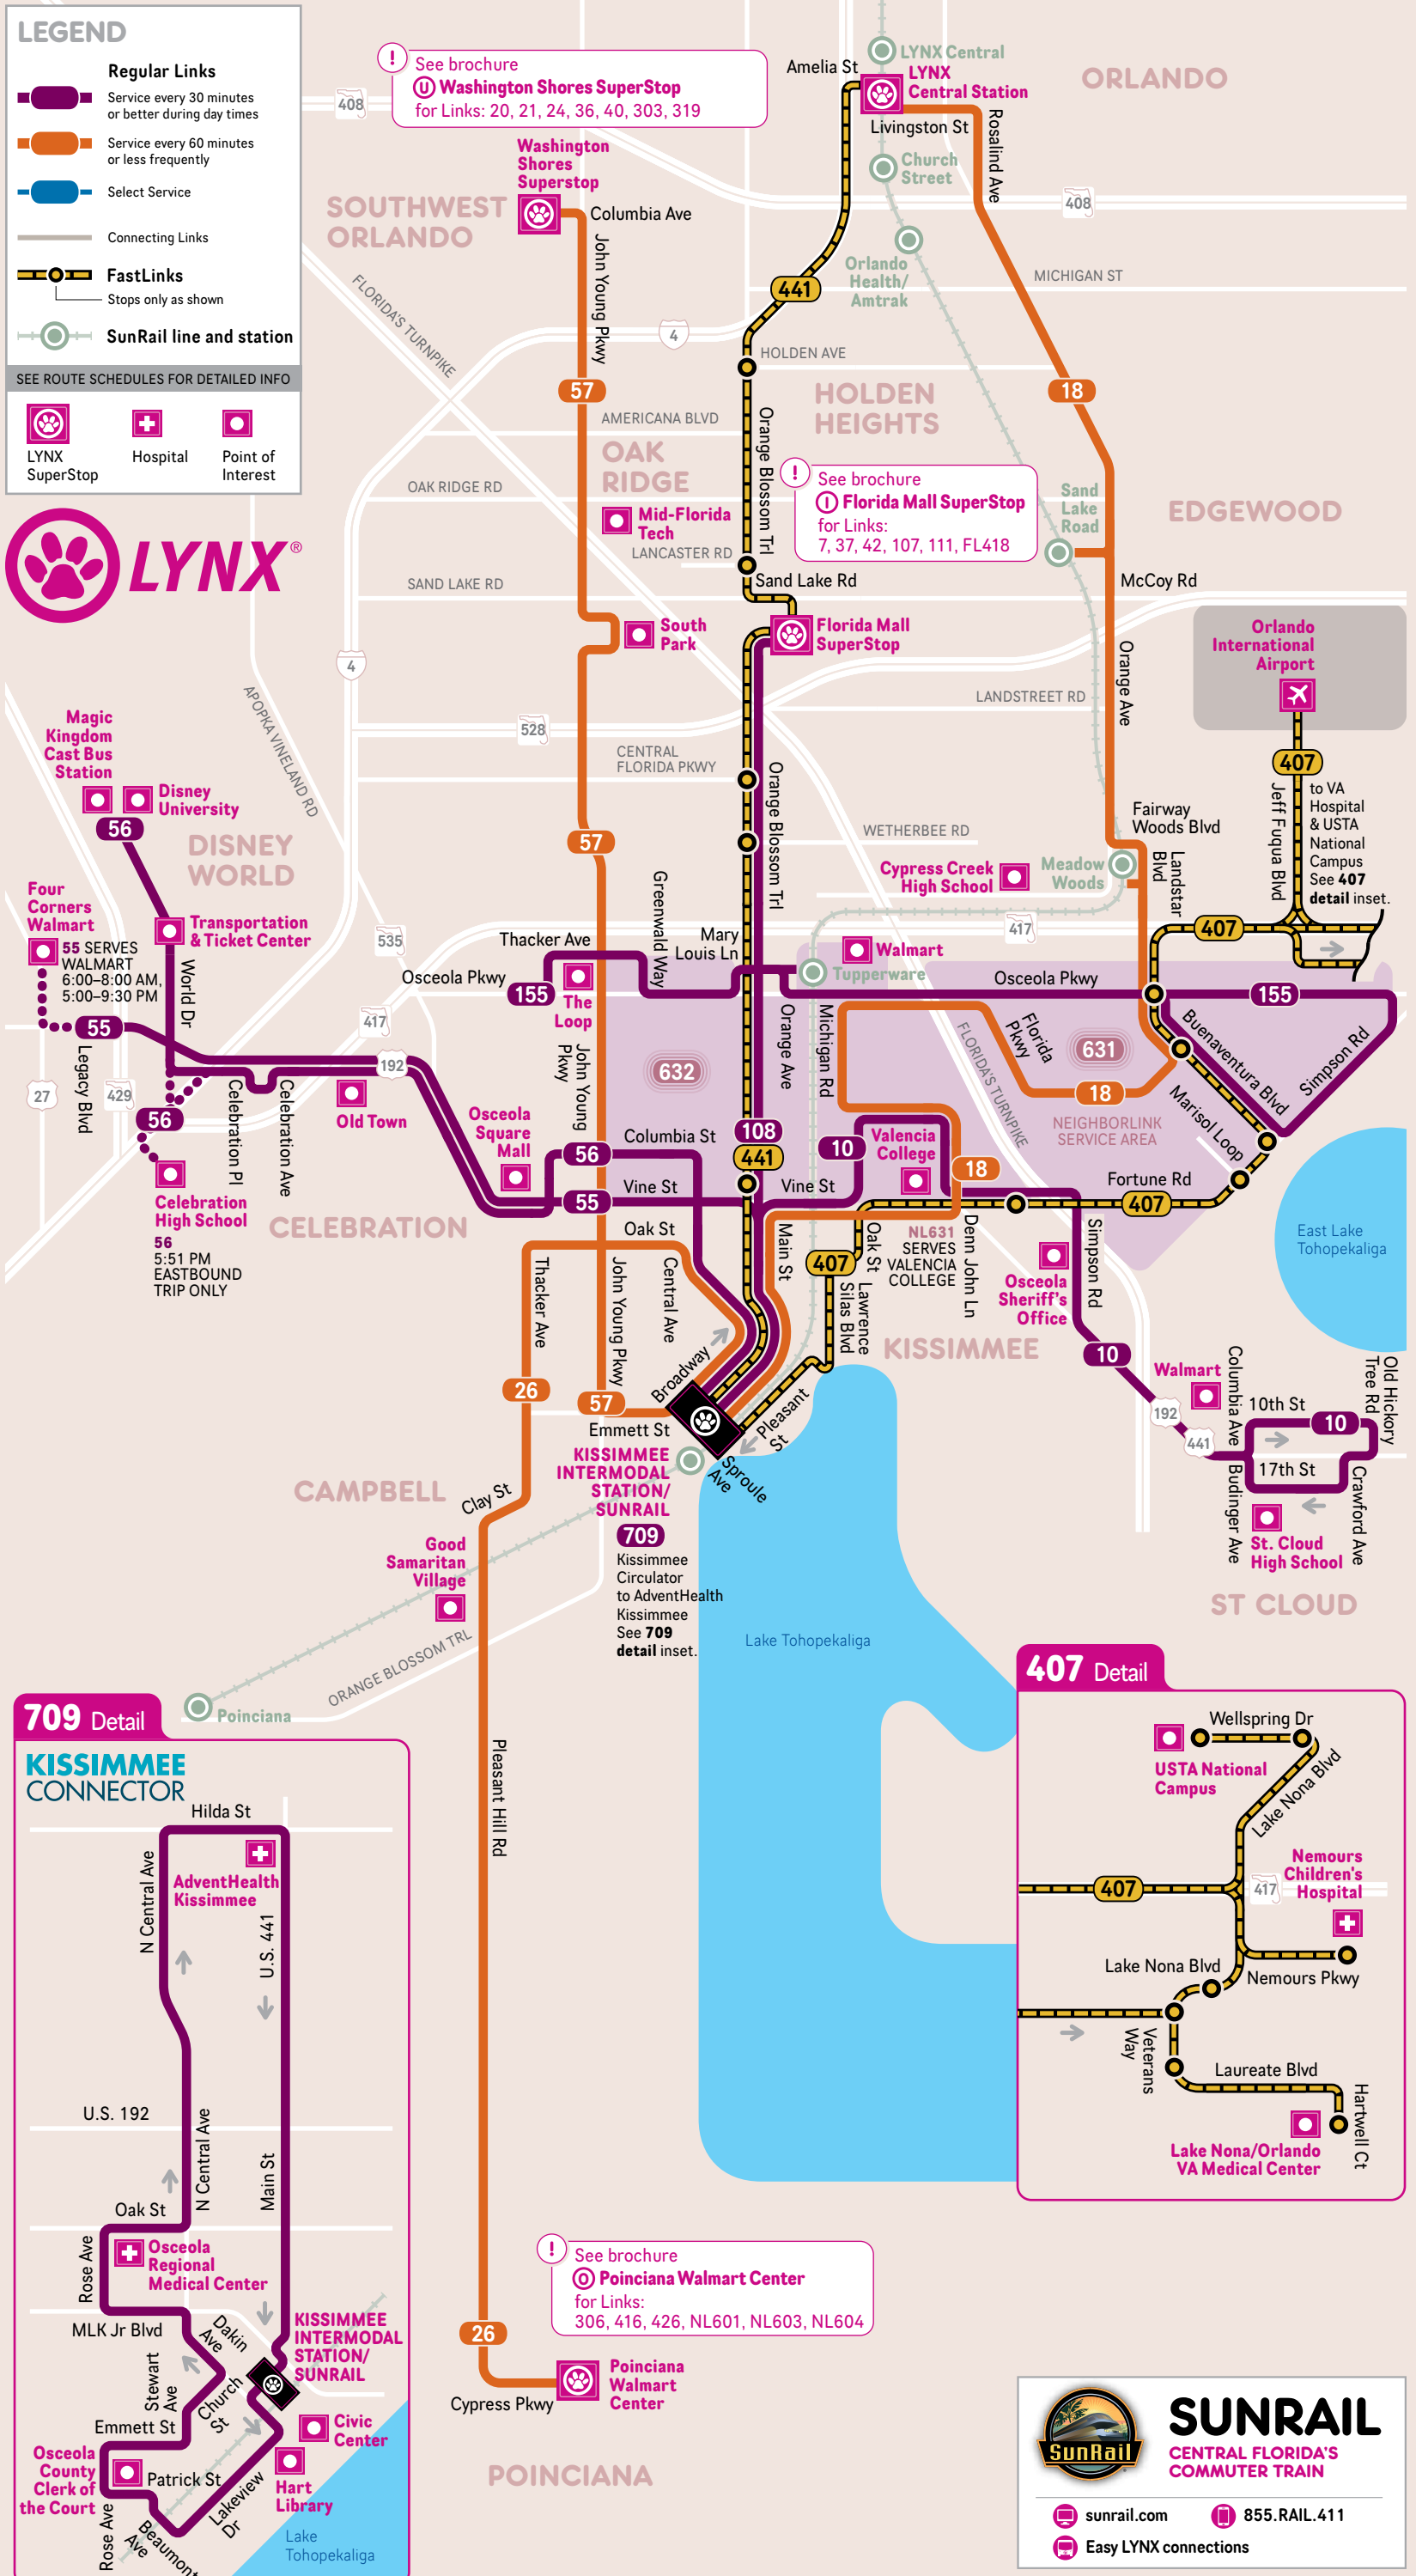 LEGEND
Regular Links
Service every 30 minutes
or better during day times
Service every 60 minutes
or less frequently
Select Service
Connecting Links
FastLinks
Stops only as shown
SunRail line and station
SEE ROUTE SCHEDULES FOR DETAILED INFO
LYNX
SuperStop
Hospital
Point of
Interest
LYNX®
!
See brochure
U Washington Shores SuperStop
for Links: 20, 21, 24, 36, 40, 303, 319
408
Washington
Shores
Superstop
Columbia Ave
SOUTHWEST
ORLANDO
John Young Pkwy
FLORIDA'S TURNPIKE
4
57
Amelia St
LYNX Central
LYNX
Central Station
ORLANDO
Livingston St
Rosalind Ave
Church
Street
408
Orlando
Health/
Amtrak
MICHIGAN ST
441
HOLDEN AVE
HOLDEN
HEIGHTS
18
AMERICANA BLVD
OAK
RIDGE
Orange Blossom Trl
OAK RIDGE RD
Mid-Florida
Tech
LANCASTER RD
!
See brochure
I Florida Mall SuperStop
for Links:
7, 37, 42, 107, 111, FL418
Sand
Lake
Road
EDGEWOOD
SAND LAKE RD
Sand Lake Rd
McCoy Rd
South
Park
Florida Mall
SuperStop
Orlando
International
Airport
4
APOPKA VINELAND RD
LANDSTREET RD
Orange Ave
528
CENTRAL
FLORIDA PKWY
Orange Blossom Trl
407
Jeff Fuqua Blvd
to VA
Hospital
& USTA
National
Campus
See 407
detail inset.
Magic
Kingdom
Cast Bus
Station
Disney
University
56
DISNEY
WORLD
57
WETHERBEE RD
Fairway
Woods Blvd
Cypress Creek
High School
Meadow
Woods
Landstar
Blvd
Four
Corners
Walmart
55 SERVES
WALMART
6:00–8:00 AM,
5:00–9:30 PM
Transportation
& Ticket Center
World Dr
535
417
407
Thacker Ave
Greenwald Way
Mary
Louis Ln
Walmart
Tupperware
Osceola Pkwy
155
The
Loop
Osceola Pkwy
155
55
Legacy Blvd
27
429
417
192
56
Celebration Pl
Celebration Ave
Old Town
John Young
Pkwy
632
Orange Ave
Michigan Rd
Florida
Pkwy
FLORIDA'S TURNPIKE
631
18
NEIGHBORLINK
SERVICE AREA
Buenaventura Blvd
Simpson Rd
Marisol Loop
Osceola
Square
Mall
56
Columbia St
108
441
10
Valencia
College
18
Celebration
High School
56
5:51 PM
EASTBOUND
TRIP ONLY
CELEBRATION
55
Vine St
Vine St
Fortune Rd
407
East Lake
Tohopekaliga
Oak St
Thacker Ave
John Young Pkwy
Central Ave
Main St
407
Oak St
NL631
SERVES
VALENCIA
COLLEGE
Denn John Ln
Osceola
Sheriff's
Office
Simpson Rd
Lawrence
Silas Blvd
KISSIMMEE
10
26
57
Broadway
Emmett St
Pleasant
St
Sproule
Ave
Walmart
Columbia Ave
192
441
10th St
10
Old Hickory
Tree Rd
17th St
Budinger Ave
Crawford Ave
St. Cloud
High School
ST CLOUD
KISSIMMEE
INTERMODAL
STATION/
SUNRAIL
709
Kissimmee
Circulator
to AdventHealth
Kissimmee
See 709
detail inset.
CAMPBELL
Clay St
Good
Samaritan
Village
ORANGE BLOSSOM TRL
Poinciana
Lake Tohopekaliga
Pleasant Hill Rd
709 Detail
KISSIMMEE
CONNECTOR
Hilda St
N Central Ave
AdventHealth
Kissimmee
U.S. 441
U.S. 192
N Central Ave
Main St
Oak St
Rose Ave
Osceola
Regional
Medical Center
MLK Jr Blvd
Dakin
Ave
KISSIMMEE
INTERMODAL
STATION/
SUNRAIL
Stewart
Ave
Church
St
Emmett St
Civic
Center
Osceola
County
Clerk of
the Court
Patrick St
Hart
Library
Lakeview
Dr
Rose Ave
Beaumont
Ave
Lake
Tohopekaliga
407 Detail
Wellspring Dr
USTA National
Campus
Lake Nona Blvd
Nemours
Children's
Hospital
407
417
Lake Nona Blvd
Nemours Pkwy
Veterans
Way
Laureate Blvd
Hartwell Ct
Lake Nona/Orlando
VA Medical Center
!
See brochure
O Poinciana Walmart Center
for Links:
306, 416, 426, NL601, NL603, NL604
26
Cypress Pkwy
Poinciana
Walmart
Center
POINCIANA
SunRail
SUNRAIL
CENTRAL FLORIDA'S
COMMUTER TRAIN
sunrail.com
855.RAIL.411
Easy LYNX connections